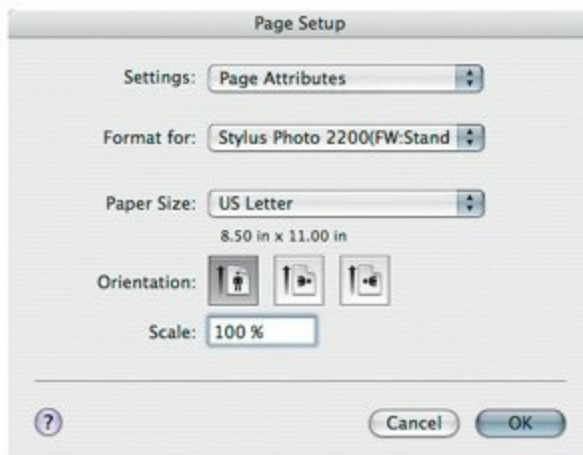 Page Setup
Settings: Page Attributes
Format for: Stylus Photo 2200(FW:Stand
Paper Size: US Letter
8.50 in x 11.00 in
Orientation:
Scale: 100 %
? Cancel OK